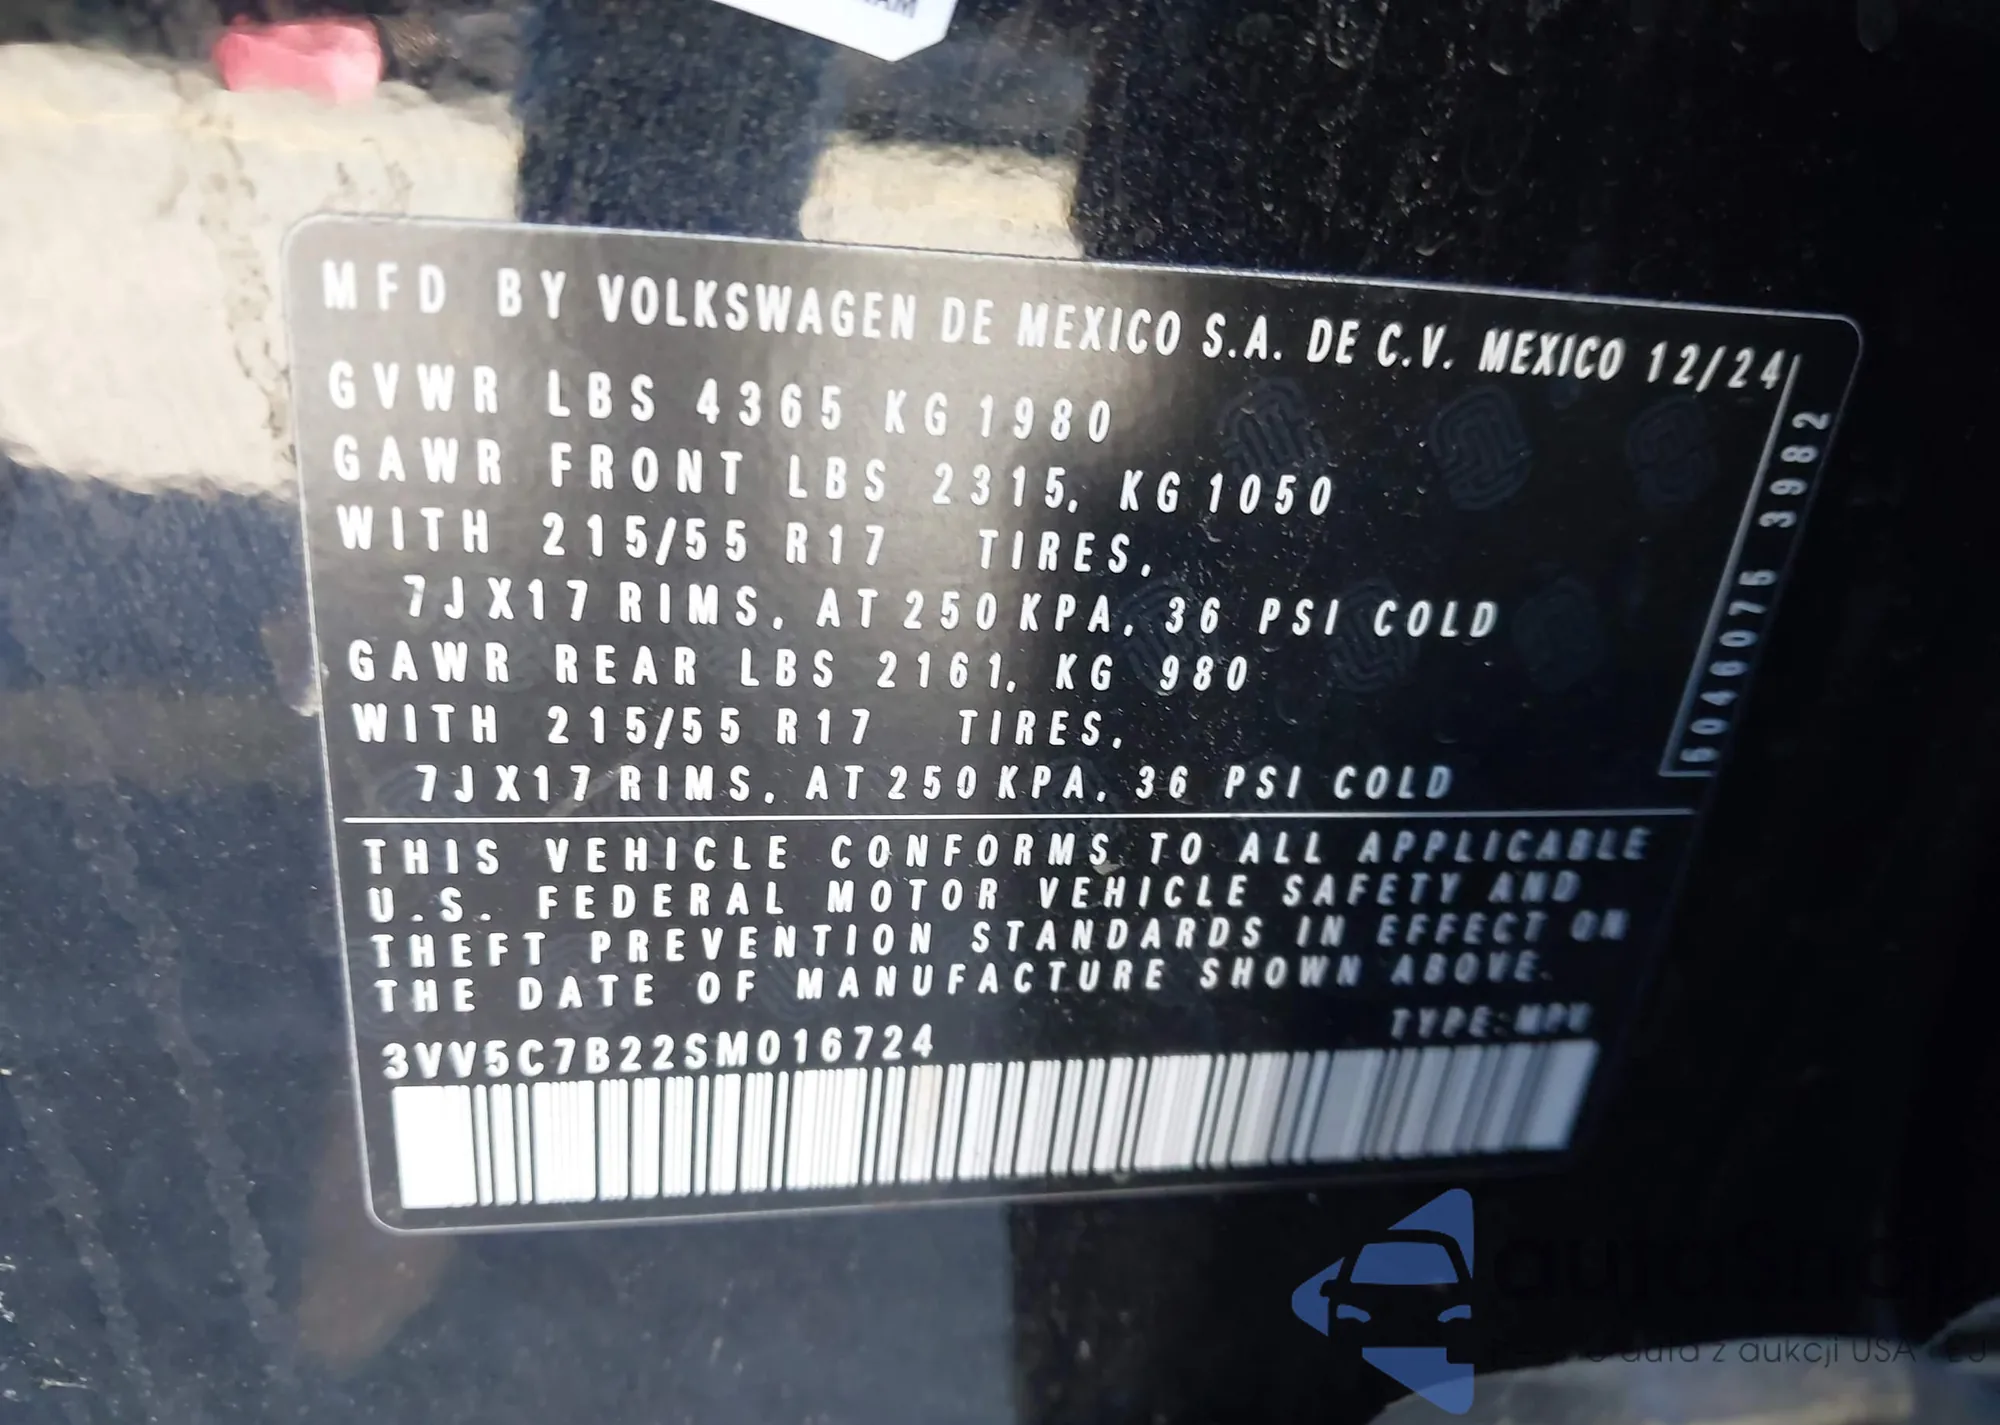 MFD BY VOLKSWAGEN DE MEXICO S.A. DE C.V. MEXICO 12/24
GVWR LBS 4365 KG 1980
GAWR FRONT LBS 2315, KG 1050
WITH 215/55 R17 TIRES,
7JX17 RIMS, AT 250 KPA, 36 PSI COLD
GAWR REAR LBS 2161, KG 980
WITH 215/55 R17 TIRES,
7JX17 RIMS, AT 250 KPA, 36 PSI COLD
5046075 3982
THIS VEHICLE CONFORMS TO ALL APPLICABLE
U.S. FEDERAL MOTOR VEHICLE SAFETY AND
THEFT PREVENTION STANDARDS IN EFFECT ON
THE DATE OF MANUFACTURE SHOWN ABOVE.
TYPE: MPV
3VV5C7B22SM016724
auta z aukcji USA